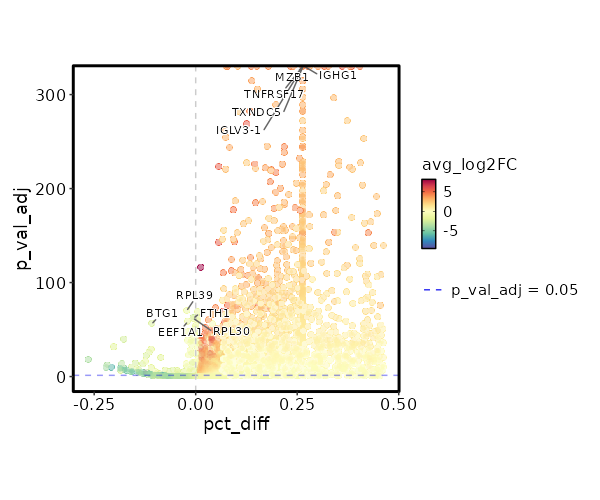 MZB1
IGHG1
TNFRSF17
TXNDC5
IGLV3-1
RPL39
BTG1
FTH1
EEF1A1
RPL30
300
200
100
0
p_val_adj
-0.25
0.00
0.25
0.50
pct_diff
avg_log2FC
5
0
-5
p_val_adj = 0.05